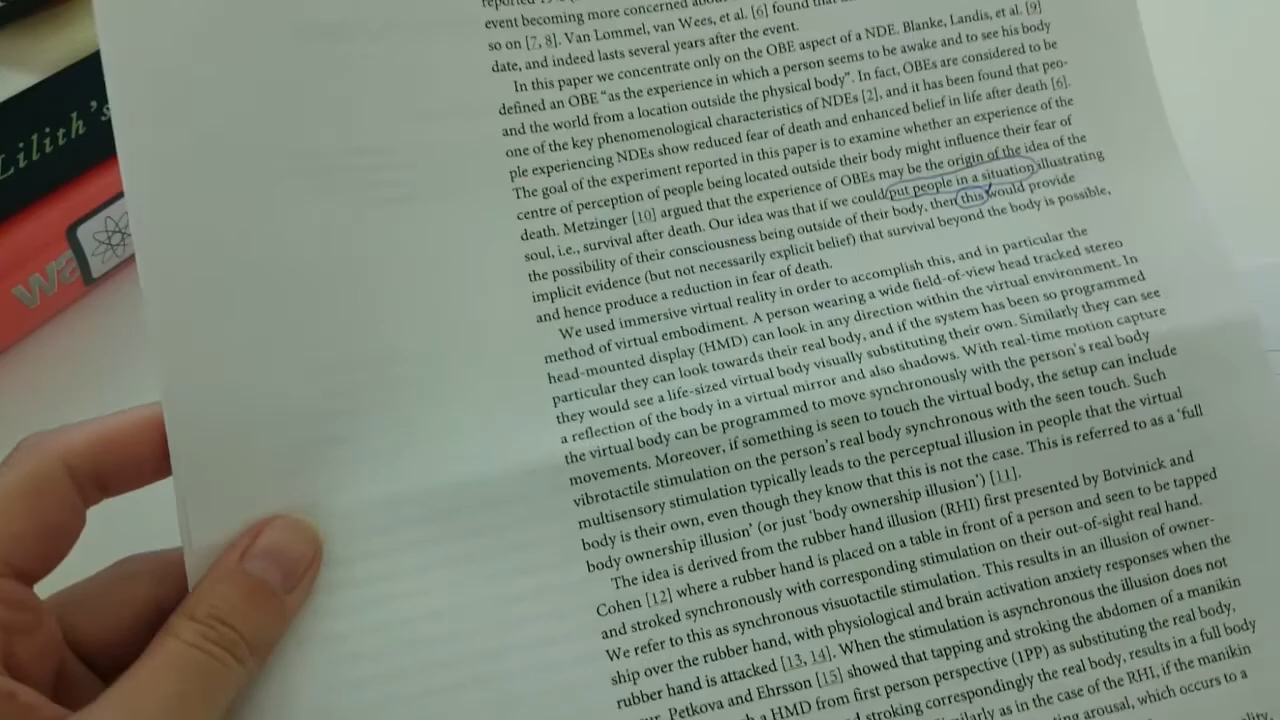 Lilith's
wa
event becoming more concerned about
so on [7, 8]. Van Lommel, van Wees, et al. [6] found that
date, and indeed lasts several years after the event.
In this paper we concentrate only on the OBE aspect of a NDE. Blanke, Landis, et al. [9]
defined an OBE "as the experience in which a person seems to be awake and to see his body
and the world from a location outside the physical body". In fact, OBEs are considered to be
one of the key phenomenological characteristics of NDEs [2], and it has been found that peo-
ple experiencing NDEs show reduced fear of death and enhanced belief in life after death [6].
The goal of the experiment reported in this paper is to examine whether an experience of the
centre of perception of people being located outside their body might influence their fear of
death. Metzinger [10] argued that the experience of OBEs may be the origin of the idea of the
soul, i.e., survival after death. Our idea was that if we could put people in a situation illustrating
the possibility of their consciousness being outside of their body, then this would provide
implicit evidence (but not necessarily explicit belief) that survival beyond the body is possible,
and hence produce a reduction in fear of death.
We used immersive virtual reality in order to accomplish this, and in particular the
method of virtual embodiment. A person wearing a wide field-of-view head tracked stereo
head-mounted display (HMD) can look in any direction within the virtual environment. In
particular they can look towards their real body, and if the system has been so programmed
they would see a life-sized virtual body visually substituting their own. Similarly they can see
a reflection of the body in a virtual mirror and also shadows. With real-time motion capture
the virtual body can be programmed to move synchronously with the person's real body
movements. Moreover, if something is seen to touch the virtual body, the setup can include
vibrotactile stimulation on the person's real body synchronous with the seen touch. Such
multisensory stimulation typically leads to the perceptual illusion in people that the virtual
body is their own, even though they know that this is not the case. This is referred to as a 'full
body ownership illusion' (or just 'body ownership illusion') [11].
The idea is derived from the rubber hand illusion (RHI) first presented by Botvinick and
Cohen [12] where a rubber hand is placed on a table in front of a person and seen to be tapped
and stroked synchronously with corresponding stimulation on their out-of-sight real hand.
We refer to this as synchronous visuotactile stimulation. This results in an illusion of owner-
ship over the rubber hand, with physiological and brain activation anxiety responses when the
rubber hand is attacked [13, 14]. When the stimulation is asynchronous the illusion does not
Petkova and Ehrsson [15] showed that tapping and stroking the abdomen of a manikin
a HMD from first person perspective (1PP) as substituting the real body,
stroking correspondingly the real body, results in a full body
as in the case of the RHI, if the manikin
arousal, which occurs to a